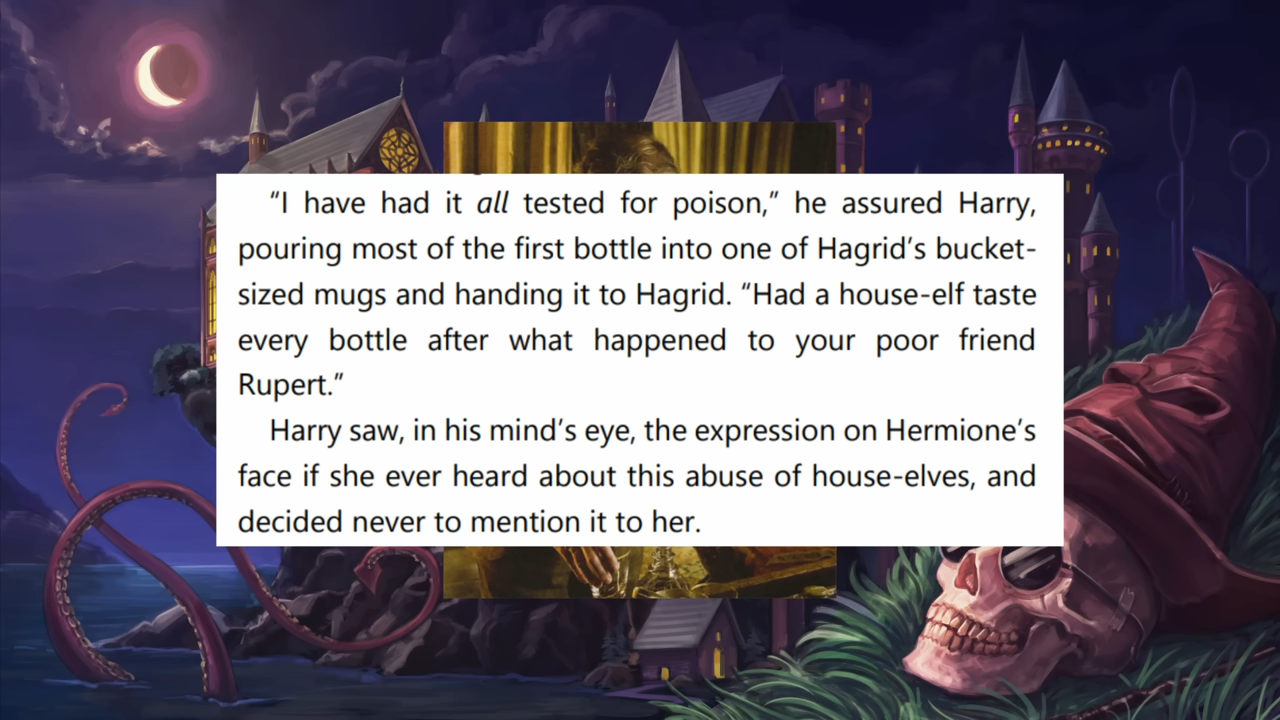 “I have had it all tested for poison,” he assured Harry,
pouring most of the first bottle into one of Hagrid’s bucket-
sized mugs and handing it to Hagrid. “Had a house-elf taste
every bottle after what happened to your poor friend
Rupert.”
Harry saw, in his mind’s eye, the expression on Hermione’s
face if she ever heard about this abuse of house-elves, and
decided never to mention it to her.